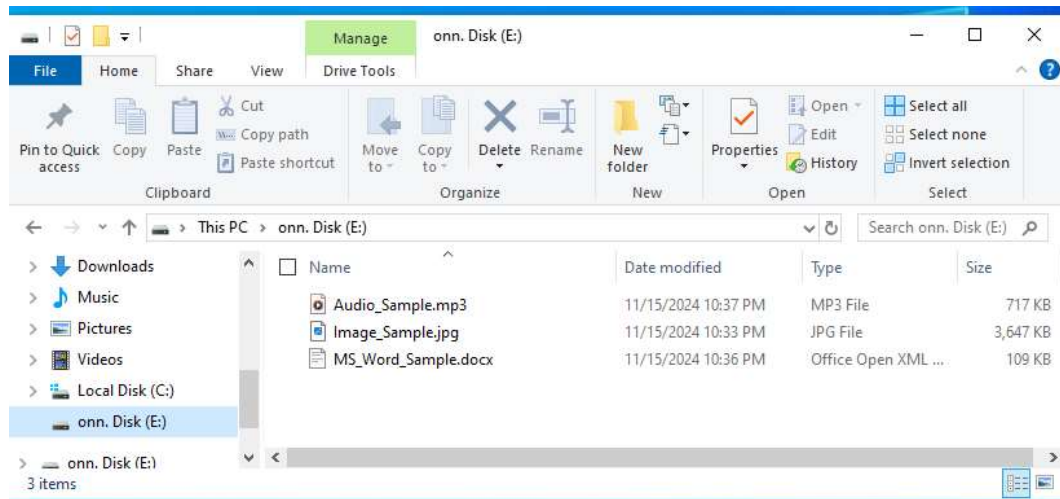 Manage onn. Disk (E:)
File Home Share View Drive Tools
Pin to Quick access
Copy
Paste
Cut
Copy path
Paste shortcut
Clipboard
Move to
Copy to
Delete
Rename
Organize
New folder
New
Properties
Open
Edit
History
Open
Select all
Select none
Invert selection
Select
This PC > onn. Disk (E:)
Search onn. Disk (E:)
Downloads
Music
Pictures
Videos
Local Disk (C:)
onn. Disk (E:)
onn. Disk (E:)
Name Date modified Type Size
Audio_Sample.mp3 11/15/2024 10:37 PM MP3 File 717 KB
Image_Sample.jpg 11/15/2024 10:33 PM JPG File 3,647 KB
MS_Word_Sample.docx 11/15/2024 10:36 PM Office Open XML ... 109 KB
3 items